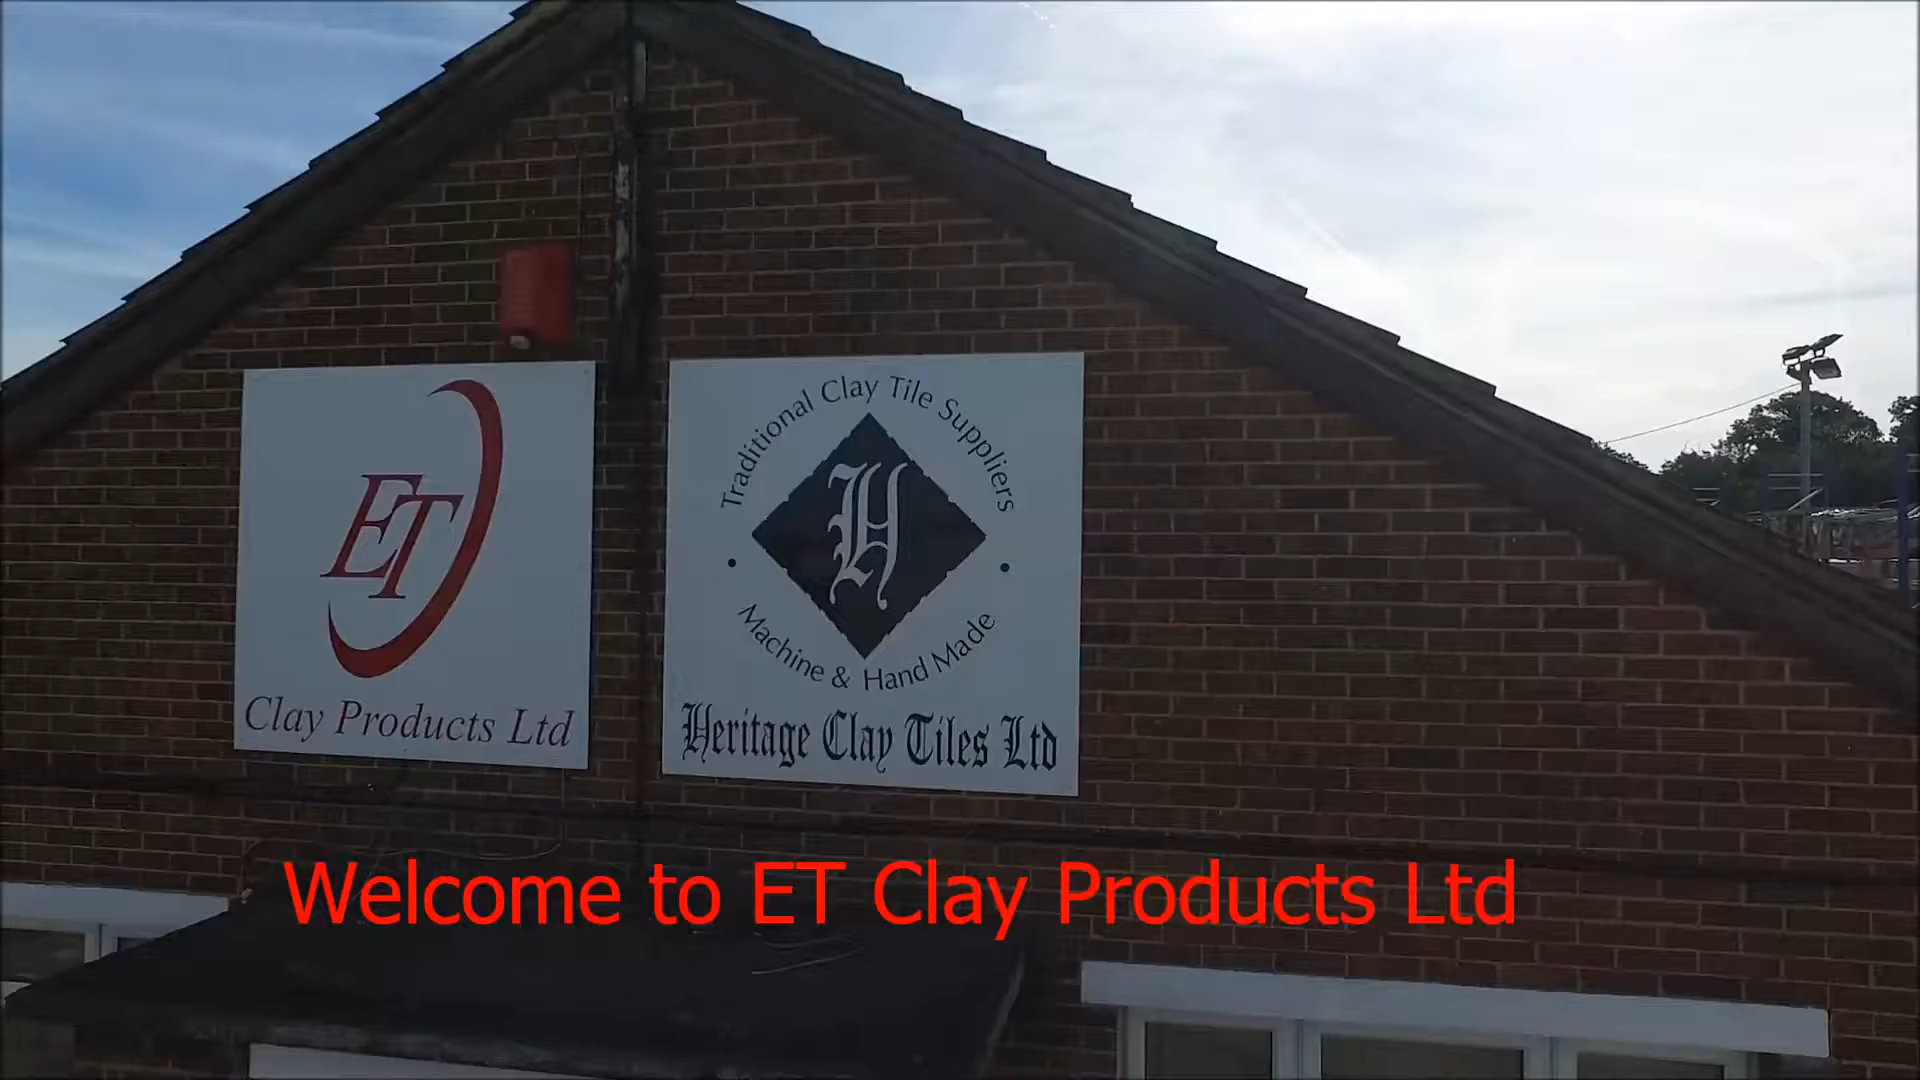 ET
Clay Products Ltd
Traditional Clay Tile Suppliers
H
Machine & Hand Made
Heritage Clay Tiles Ltd
Welcome to ET Clay Products Ltd